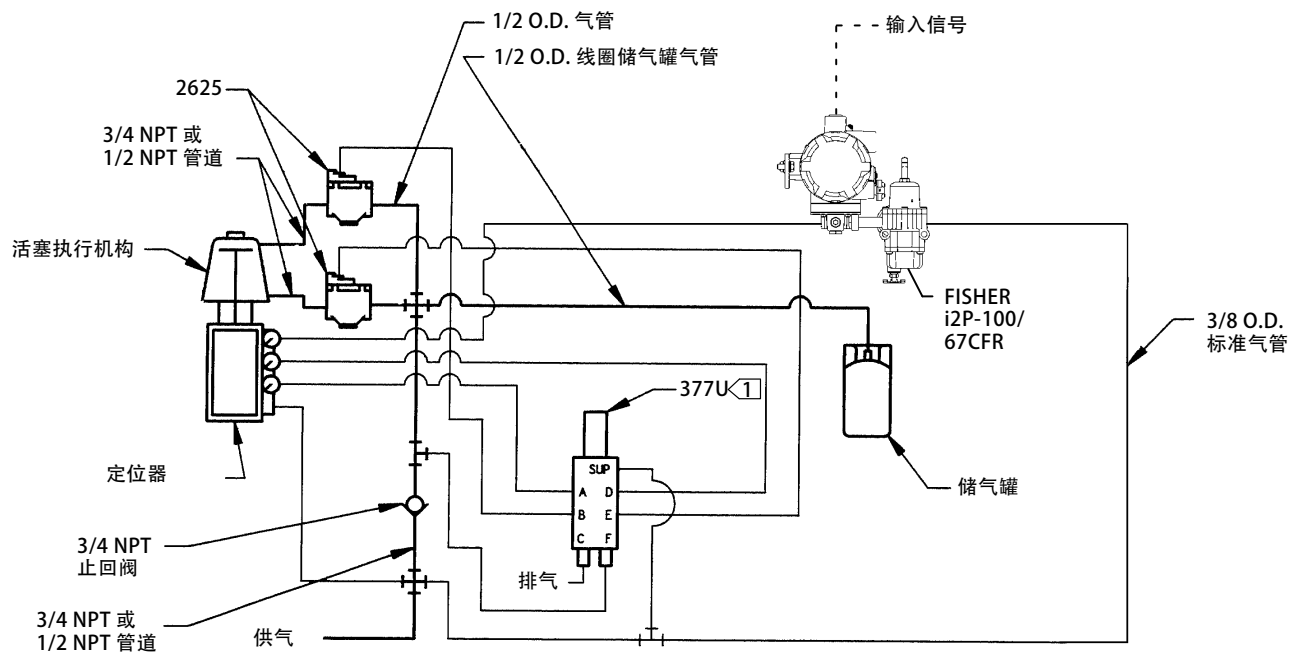 1/2 O.D. 气管
输入信号
1/2 O.D. 线圈储气罐气管
2625
3/4 NPT 或
1/2 NPT 管道
活塞执行机构
FISHER
i2P-100/
67CFR
3/8 O.D.
标准气管
377U 1
定位器
SUP
A D
B E
C F
储气罐
3/4 NPT
止回阀
排气
3/4 NPT 或
1/2 NPT 管道
供气